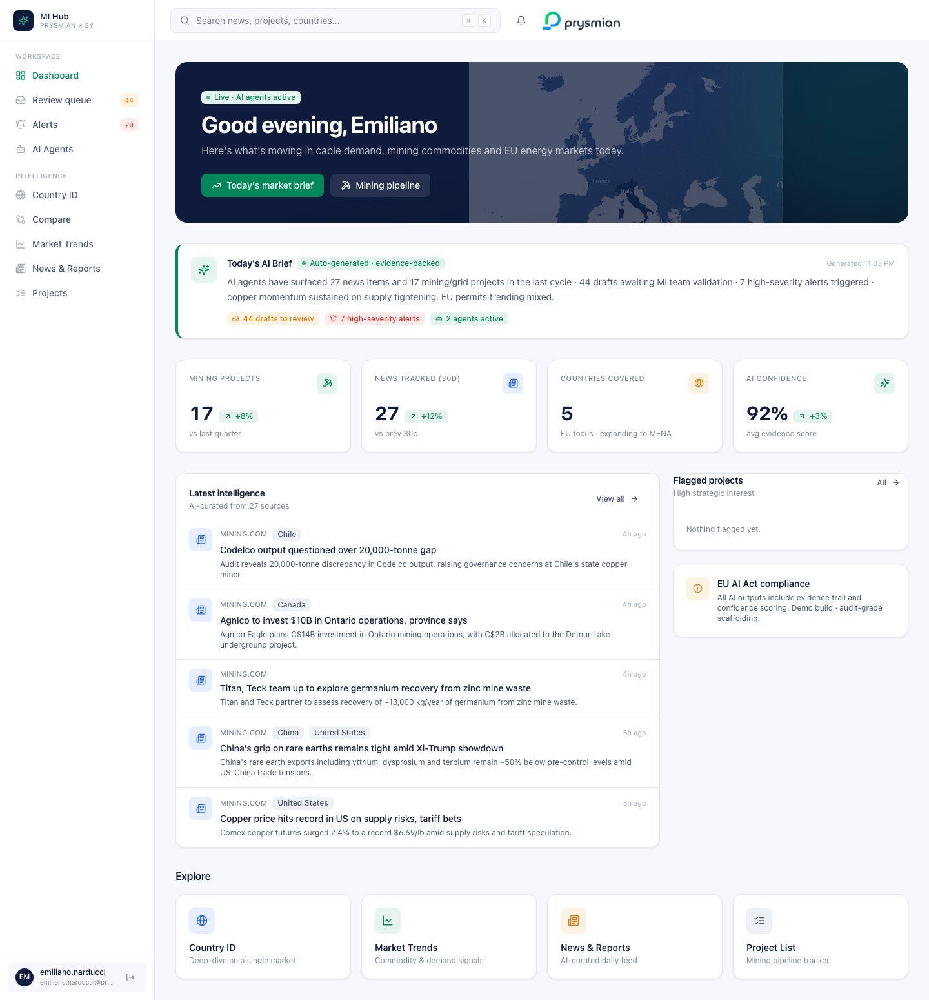 MI Hub
PRYSMIAN x EY
Search news, projects, countries...
⌘ K
prysmian
WORKSPACE
Dashboard
Review queue 44
Alerts 20
AI Agents
INTELLIGENCE
Country ID
Compare
Market Trends
News & Reports
Projects
Live · AI agents active
Good evening, Emiliano
Here's what's moving in cable demand, mining commodities and EU energy markets today.
Today's market brief
Mining pipeline
France
Italy
Today's AI Brief
Auto-generated · evidence-backed
Generated 11:03 PM
AI agents have surfaced 27 news items and 17 mining/grid projects in the last cycle · 44 drafts awaiting MI team validation · 7 high-severity alerts triggered ·
copper momentum sustained on supply tightening, EU permits trending mixed.
44 drafts to review
7 high-severity alerts
2 agents active
MINING PROJECTS
17 +8%
vs last quarter
NEWS TRACKED (30D)
27 +12%
vs prev 30d
COUNTRIES COVERED
5
EU focus · expanding to MENA
AI CONFIDENCE
92% +3%
avg evidence score
Latest intelligence
AI-curated from 27 sources
View all
MINING.COM Chile 4h ago
Codelco output questioned over 20,000-tonne gap
Audit reveals 20,000-tonne discrepancy in Codelco output, raising governance concerns at Chile's state copper
miner.
MINING.COM Canada 4h ago
Agnico to invest $10B in Ontario operations, province says
Agnico Eagle plans C$14B investment in Ontario mining operations, with C$2B allocated to the Detour Lake
underground project.
MINING.COM 4h ago
Titan, Teck team up to explore germanium recovery from zinc mine waste
Titan and Teck partner to assess recovery of ~13,000 kg/year of germanium from zinc mine waste.
MINING.COM China United States 5h ago
China’s grip on rare earths remains tight amid Xi-Trump showdown
China's rare earth exports including yttrium, dysprosium and terbium remain ~50% below pre-control levels amid
US-China trade tensions.
MINING.COM United States 5h ago
Copper price hits record in US on supply risks, tariff bets
Comex copper futures surged 2.4% to a record $6.69/lb amid supply risks and tariff speculation.
Flagged projects
All
High strategic interest
Nothing flagged yet.
EU AI Act compliance
All AI outputs include evidence trail and
confidence scoring. Demo build · audit-grade
scaffolding.
Explore
Country ID
Deep-dive on a single market
Market Trends
Commodity & demand signals
News & Reports
AI-curated daily feed
Project List
Mining pipeline tracker
EM
emiliano.narducci
emiliano.narducci@pr...